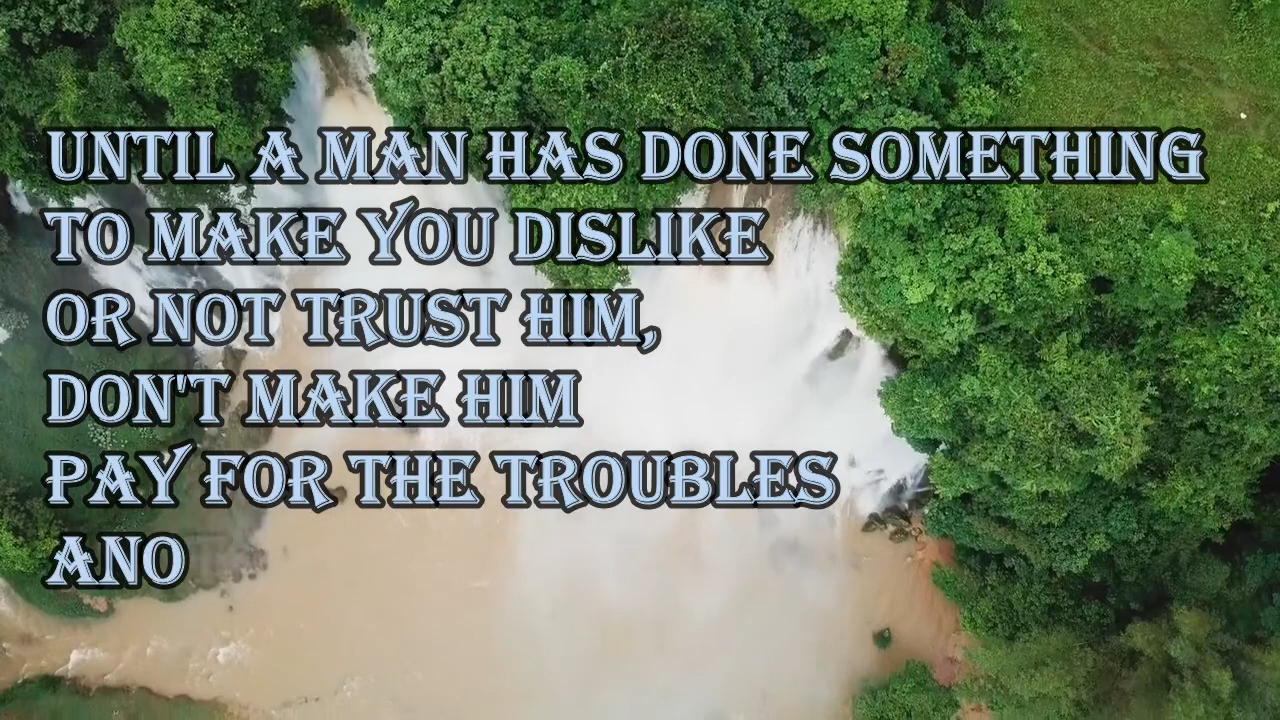 UNTIL A MAN HAS DONE SOMETHING
TO MAKE YOU DISLIKE
OR NOT TRUST HIM,
DON'T MAKE HIM
PAY FOR THE TROUBLES
ANO